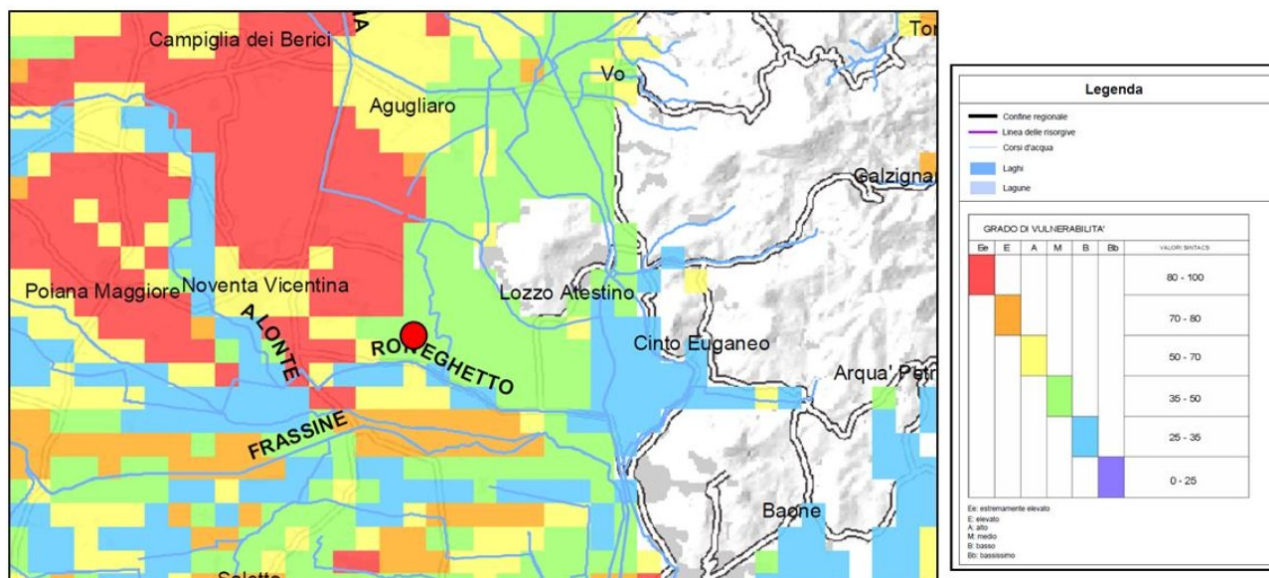 Campiglia dei Berici
Agugliaro
Vo
Galzigna
Poiana Maggiore
Noventa Vicentina
Lozzo Atestino
A LONTE
RONEGHETTO
Cinto Euganeo
Arqua' Petr
FRASSINE
Baone
Legenda
Confine regionale
Linea delle risorgive
Corsi d'acqua
Laghi
Lagune
GRADO DI VULNERABILITA'
Ee E A M B Bb VALORI SINTACS
80 - 100
70 - 80
50 - 70
35 - 50
25 - 35
0 - 25
Ee: estremamente elevato
E: elevato
A: alto
M: medio
B: basso
Bb: bassissimo